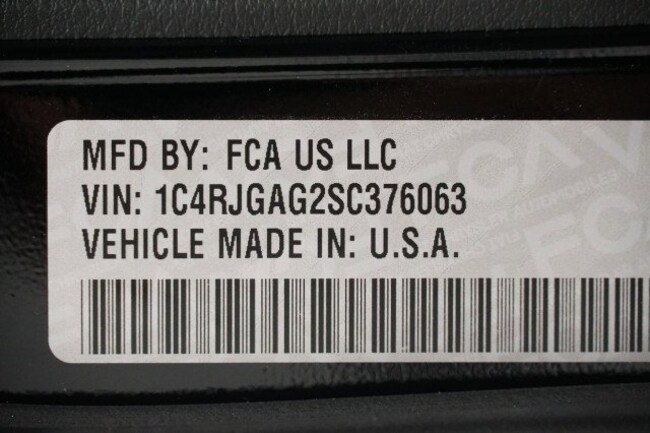 MFD BY: FCA US LLC
VIN: 1C4RJGAG2SC376063
VEHICLE MADE IN: U.S.A.